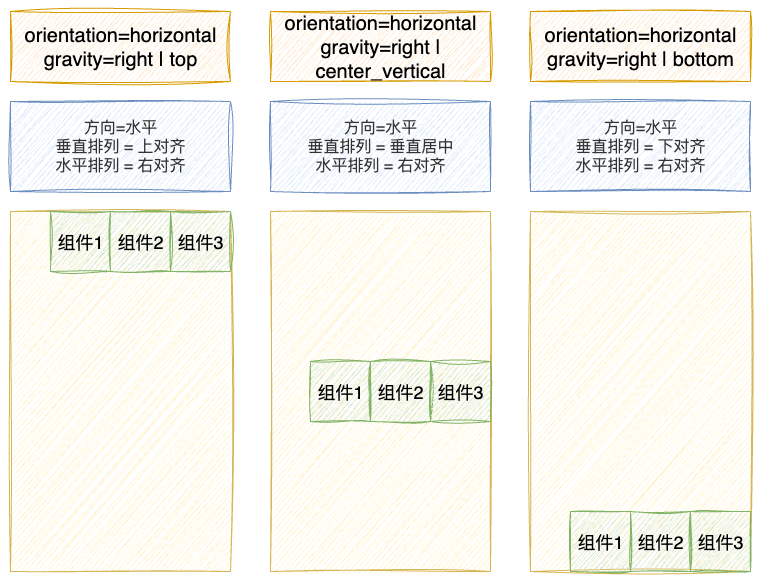 orientation=horizontal
gravity=right | top
orientation=horizontal
gravity=right |
center_vertical
orientation=horizontal
gravity=right | bottom
方向=水平
垂直排列 = 上对齐
水平排列 = 右对齐
方向=水平
垂直排列 = 垂直居中
水平排列 = 右对齐
方向=水平
垂直排列 = 下对齐
水平排列 = 右对齐
组件1 组件2 组件3
组件1 组件2 组件3
组件1 组件2 组件3